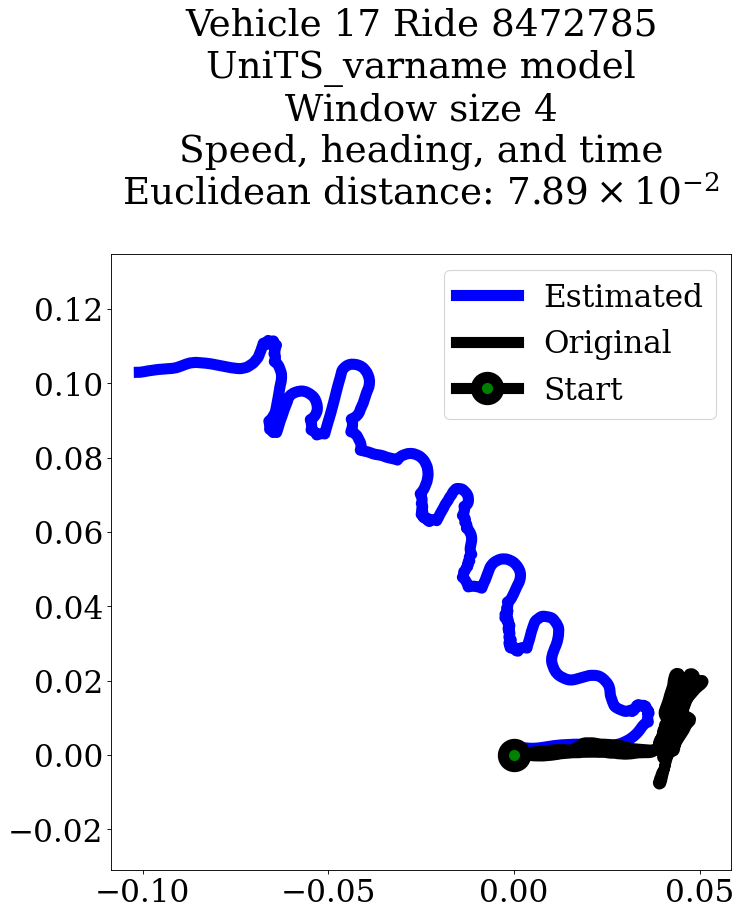 Vehicle 17 Ride 8472785
UniTS_varname model
Window size 4
Speed, heading, and time
Euclidean distance: 7.89 × 10⁻²
Estimated
Original
Start
0.12
0.10
0.08
0.06
0.04
0.02
0.00
−0.02
−0.10 −0.05 0.00 0.05